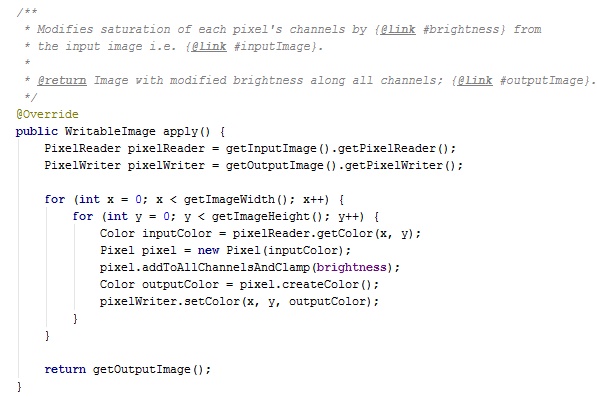 /**
 * Modifies saturation of each pixel's channels by {@link #brightness} from
 * the input image i.e. {@link #inputImage}.
 *
 * @return Image with modified brightness along all channels; {@link #outputImage}.
 */
@Override
public WritableImage apply() {
    PixelReader pixelReader = getInputImage().getPixelReader();
    PixelWriter pixelWriter = getOutputImage().getPixelWriter();

    for (int x = 0; x < getImageWidth(); x++) {
        for (int y = 0; y < getImageHeight(); y++) {
            Color inputColor = pixelReader.getColor(x, y);
            Pixel pixel = new Pixel(inputColor);
            pixel.addToAllChannelsAndClamp(brightness);
            Color outputColor = pixel.createColor();
            pixelWriter.setColor(x, y, outputColor);
        }
    }

    return getOutputImage();
}